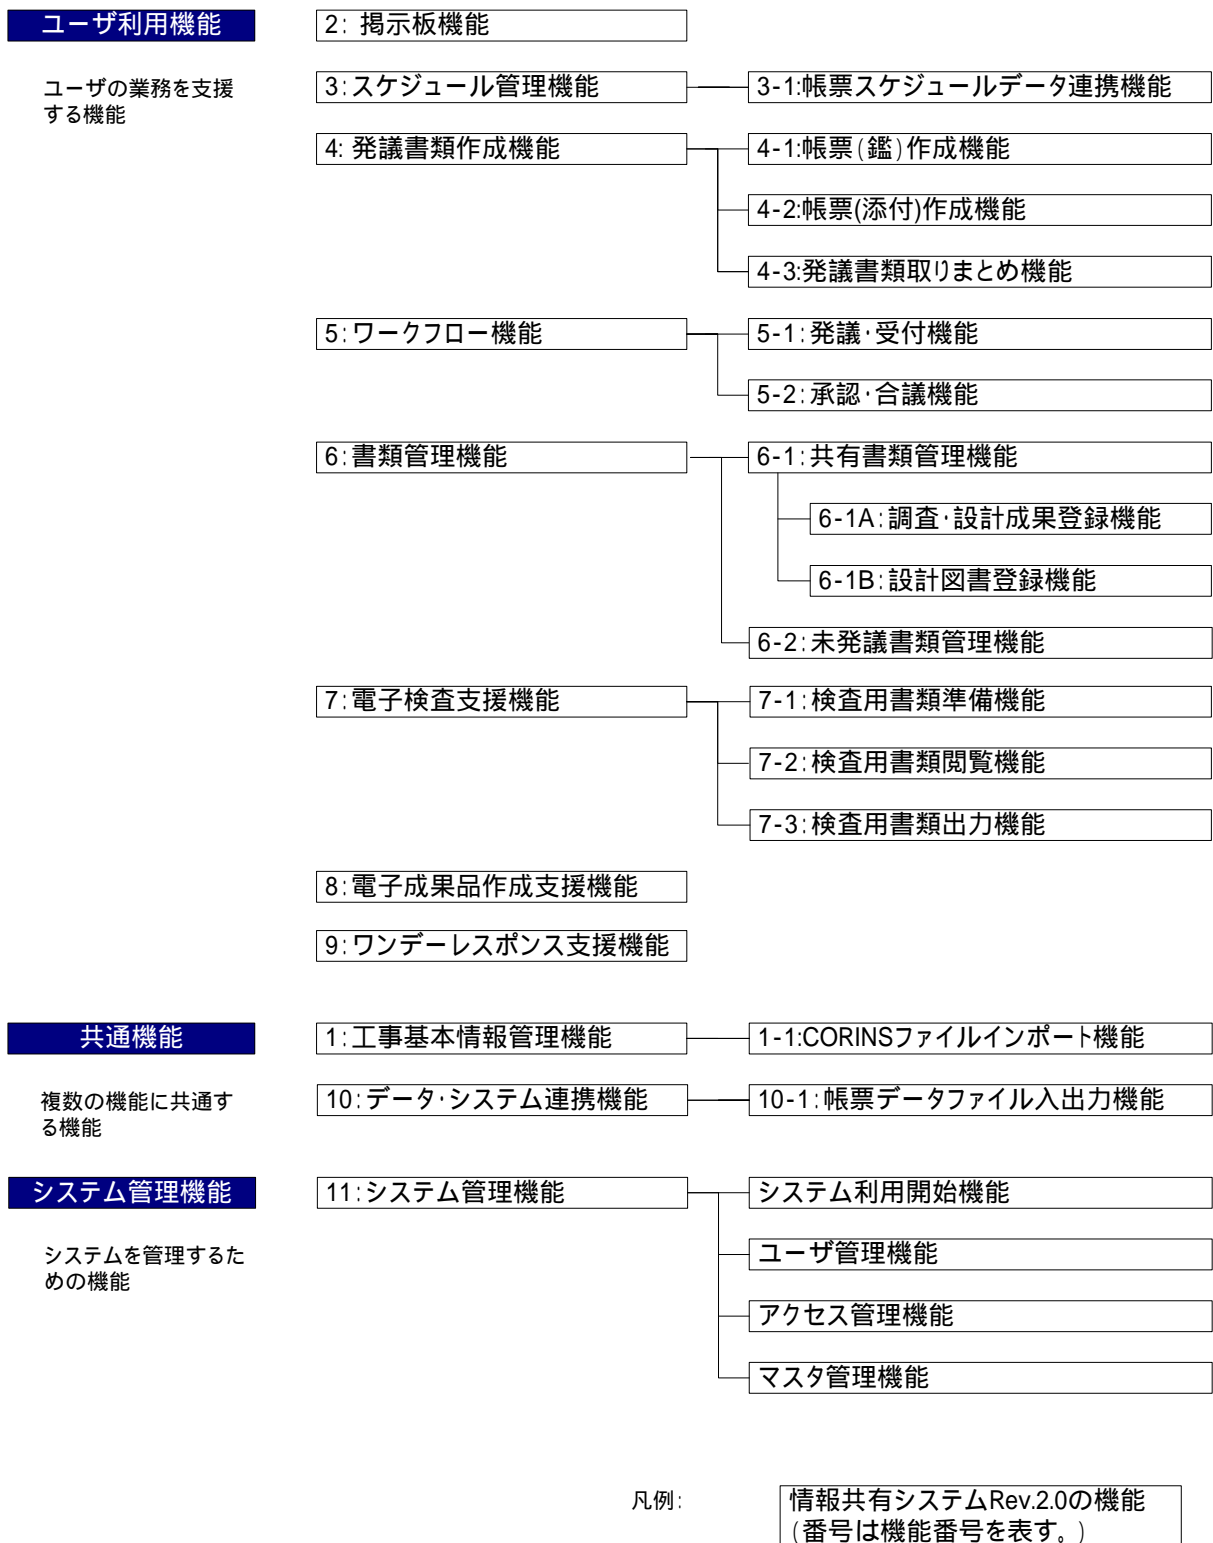 ユーザ利用機能
2: 掲示板機能
ユーザの業務を支援
する機能
3:スケジュール管理機能
3-1:帳票スケジュールデータ連携機能
4: 発議書類作成機能
4-1:帳票(鑑)作成機能
4-2:帳票(添付)作成機能
4-3:発議書類取りまとめ機能
5:ワークフロー機能
5-1:発議･受付機能
5-2:承認･合議機能
6:書類管理機能
6-1:共有書類管理機能
6-1A:調査･設計成果登録機能
6-1B:設計図書登録機能
6-2:未発議書類管理機能
7:電子検査支援機能
7-1:検査用書類準備機能
7-2:検査用書類閲覧機能
7-3:検査用書類出力機能
8:電子成果品作成支援機能
9:ワンデーレスポンス支援機能
共通機能
1:工事基本情報管理機能
1-1:CORINSファイルインポート機能
複数の機能に共通す
る機能
10:データ･システム連携機能
10-1:帳票データファイル入出力機能
システム管理機能
11:システム管理機能
システム利用開始機能
システムを管理するた
めの機能
ユーザ管理機能
アクセス管理機能
マスタ管理機能
凡例:
情報共有システムRev.2.0の機能
(番号は機能番号を表す。)